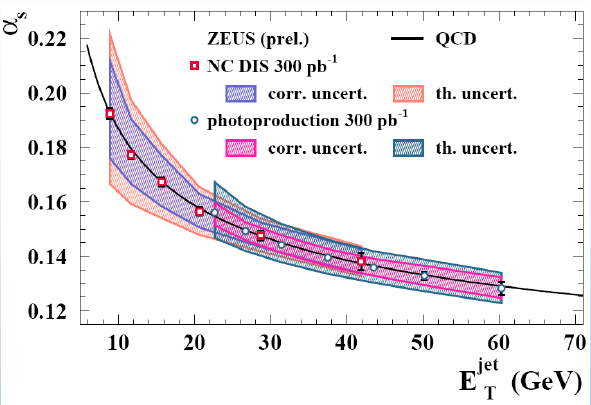 αs
0.22
0.20
0.18
0.16
0.14
0.12
ZEUS (prel.)
QCD
NC DIS 300 pb-1
corr. uncert.
th. uncert.
photoproduction 300 pb-1
corr. uncert.
th. uncert.
10 20 30 40 50 60 70
E jet T (GeV)